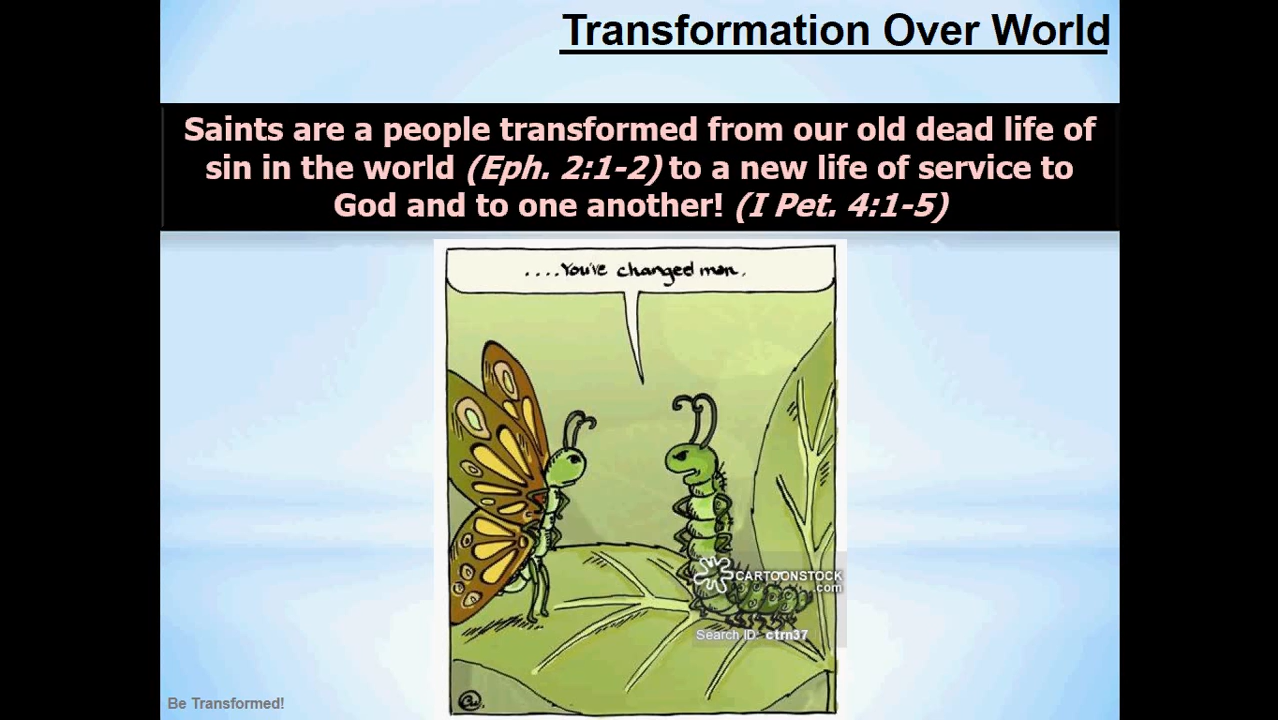 Transformation Over World
Saints are a people transformed from our old dead life of
sin in the world (Eph. 2:1-2) to a new life of service to
God and to one another! (I Pet. 4:1-5)
....You've changed man.
CARTOONSTOCK
.com
Search ID: ctrn37
Be Transformed!